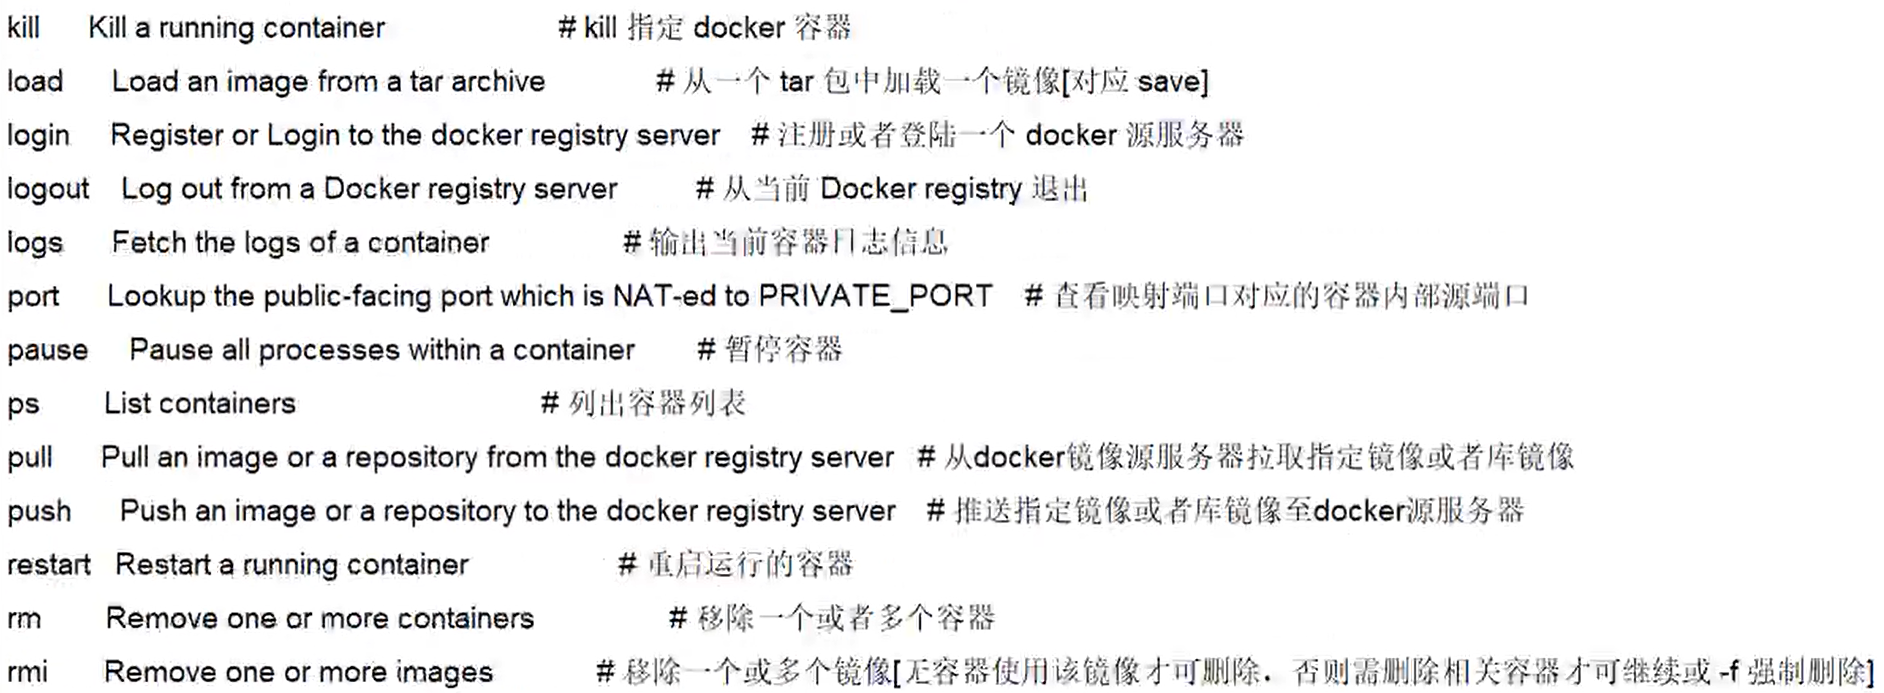 kill Kill a running container # kill 指定 docker 容器
load Load an image from a tar archive # 从一个 tar 包中加载一个镜像[对应 save]
login Register or Login to the docker registry server # 注册或者登陆一个 docker 源服务器
logout Log out from a Docker registry server # 从当前 Docker registry 退出
logs Fetch the logs of a container # 输出当前容器日志信息
port Lookup the public-facing port which is NAT-ed to PRIVATE_PORT # 查看映射端口对应的容器内部源端口
pause Pause all processes within a container # 暂停容器
ps List containers # 列出容器列表
pull Pull an image or a repository from the docker registry server # 从docker镜像源服务器拉取指定镜像或者库镜像
push Push an image or a repository to the docker registry server # 推送指定镜像或者库镜像至docker源服务器
restart Restart a running container # 重启运行的容器
rm Remove one or more containers # 移除一个或者多个容器
rmi Remove one or more images # 移除一个或多个镜像[无容器使用该镜像才可删除，否则需删除相关容器才可继续或 -f 强制删除]